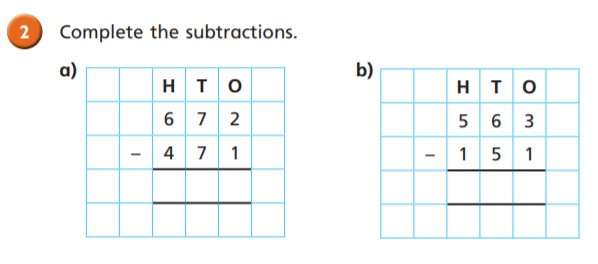 2 Complete the subtractions.
a)
H T O
6 7 2
– 4 7 1
b)
H T O
5 6 3
– 1 5 1